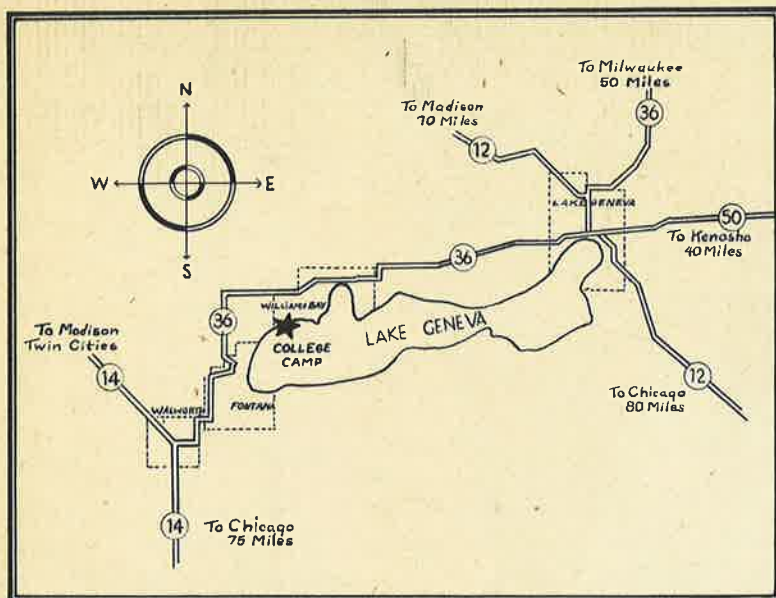 To Milwaukee
50 Miles
36
To Madison
70 Miles
12
N
W
E
S
LAKE GENEVA
50
To Kenosha
40 Miles
36
WILLIAMS BAY
36
LAKE GENEVA
COLLEGE
CAMP
To Madison
Twin Cities
14
12
To Chicago
80 Miles
WALWORTH
FONTANA
14
To Chicago
75 Miles